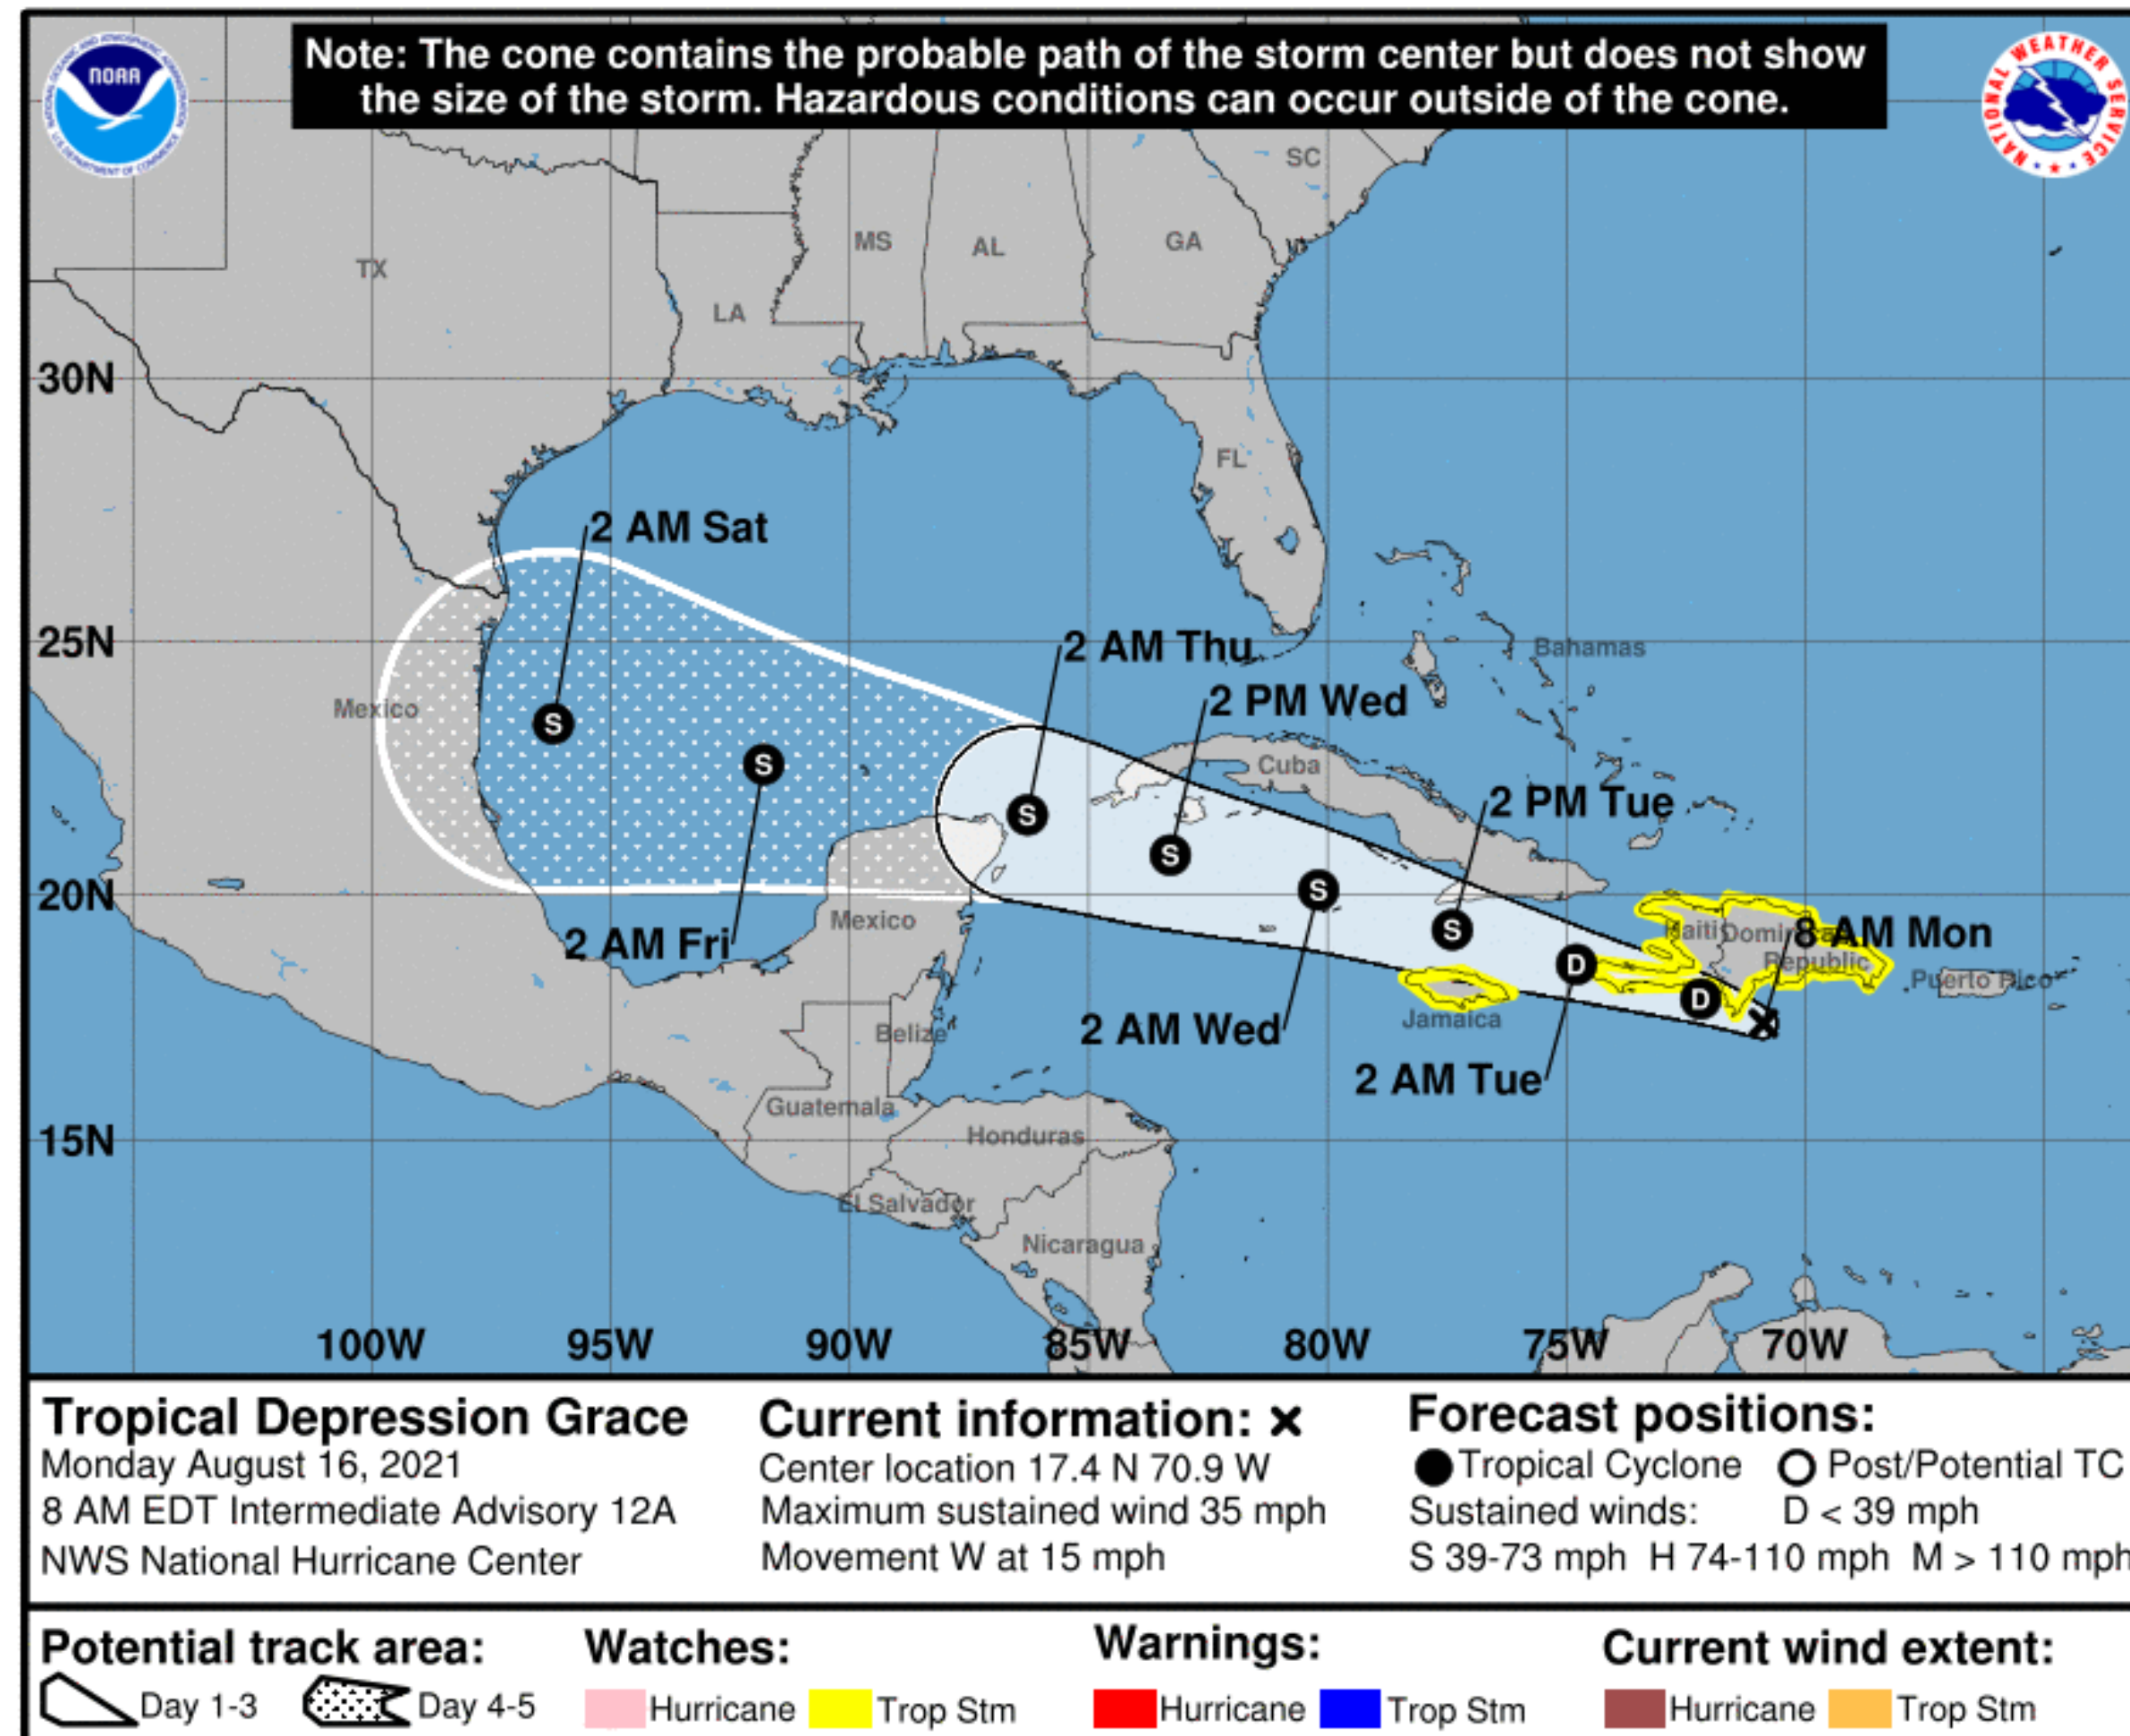 Note: The cone contains the probable path of the storm center but does not show
the size of the storm. Hazardous conditions can occur outside of the cone.
NOAA
NATIONAL WEATHER SERVICE
SC
MS
AL
GA
TX
LA
30N
FL
2 AM Sat
25N
2 AM Thu
Bahamas
2 PM Wed
Mexico
Cuba
2 PM Tue
S
S
S
S
S
S
20N
Mexico
2 AM Fri
Haiti
Dominican
Republic
8 AM Mon
D
D
Puerto Rico
Jamaica
2 AM Wed
Belize
2 AM Tue
Guatemala
15N
Honduras
El Salvador
Nicaragua
100W 95W 90W 85W 80W 75W 70W
Tropical Depression Grace
Monday August 16, 2021
8 AM EDT Intermediate Advisory 12A
NWS National Hurricane Center
Current information: x
Center location 17.4 N 70.9 W
Maximum sustained wind 35 mph
Movement W at 15 mph
Forecast positions:
Tropical Cyclone Post/Potential TC
Sustained winds: D < 39 mph
S 39-73 mph H 74-110 mph M > 110 mph
Potential track area:
Day 1-3 Day 4-5
Watches:
Hurricane Trop Stm
Warnings:
Hurricane Trop Stm
Current wind extent:
Hurricane Trop Stm